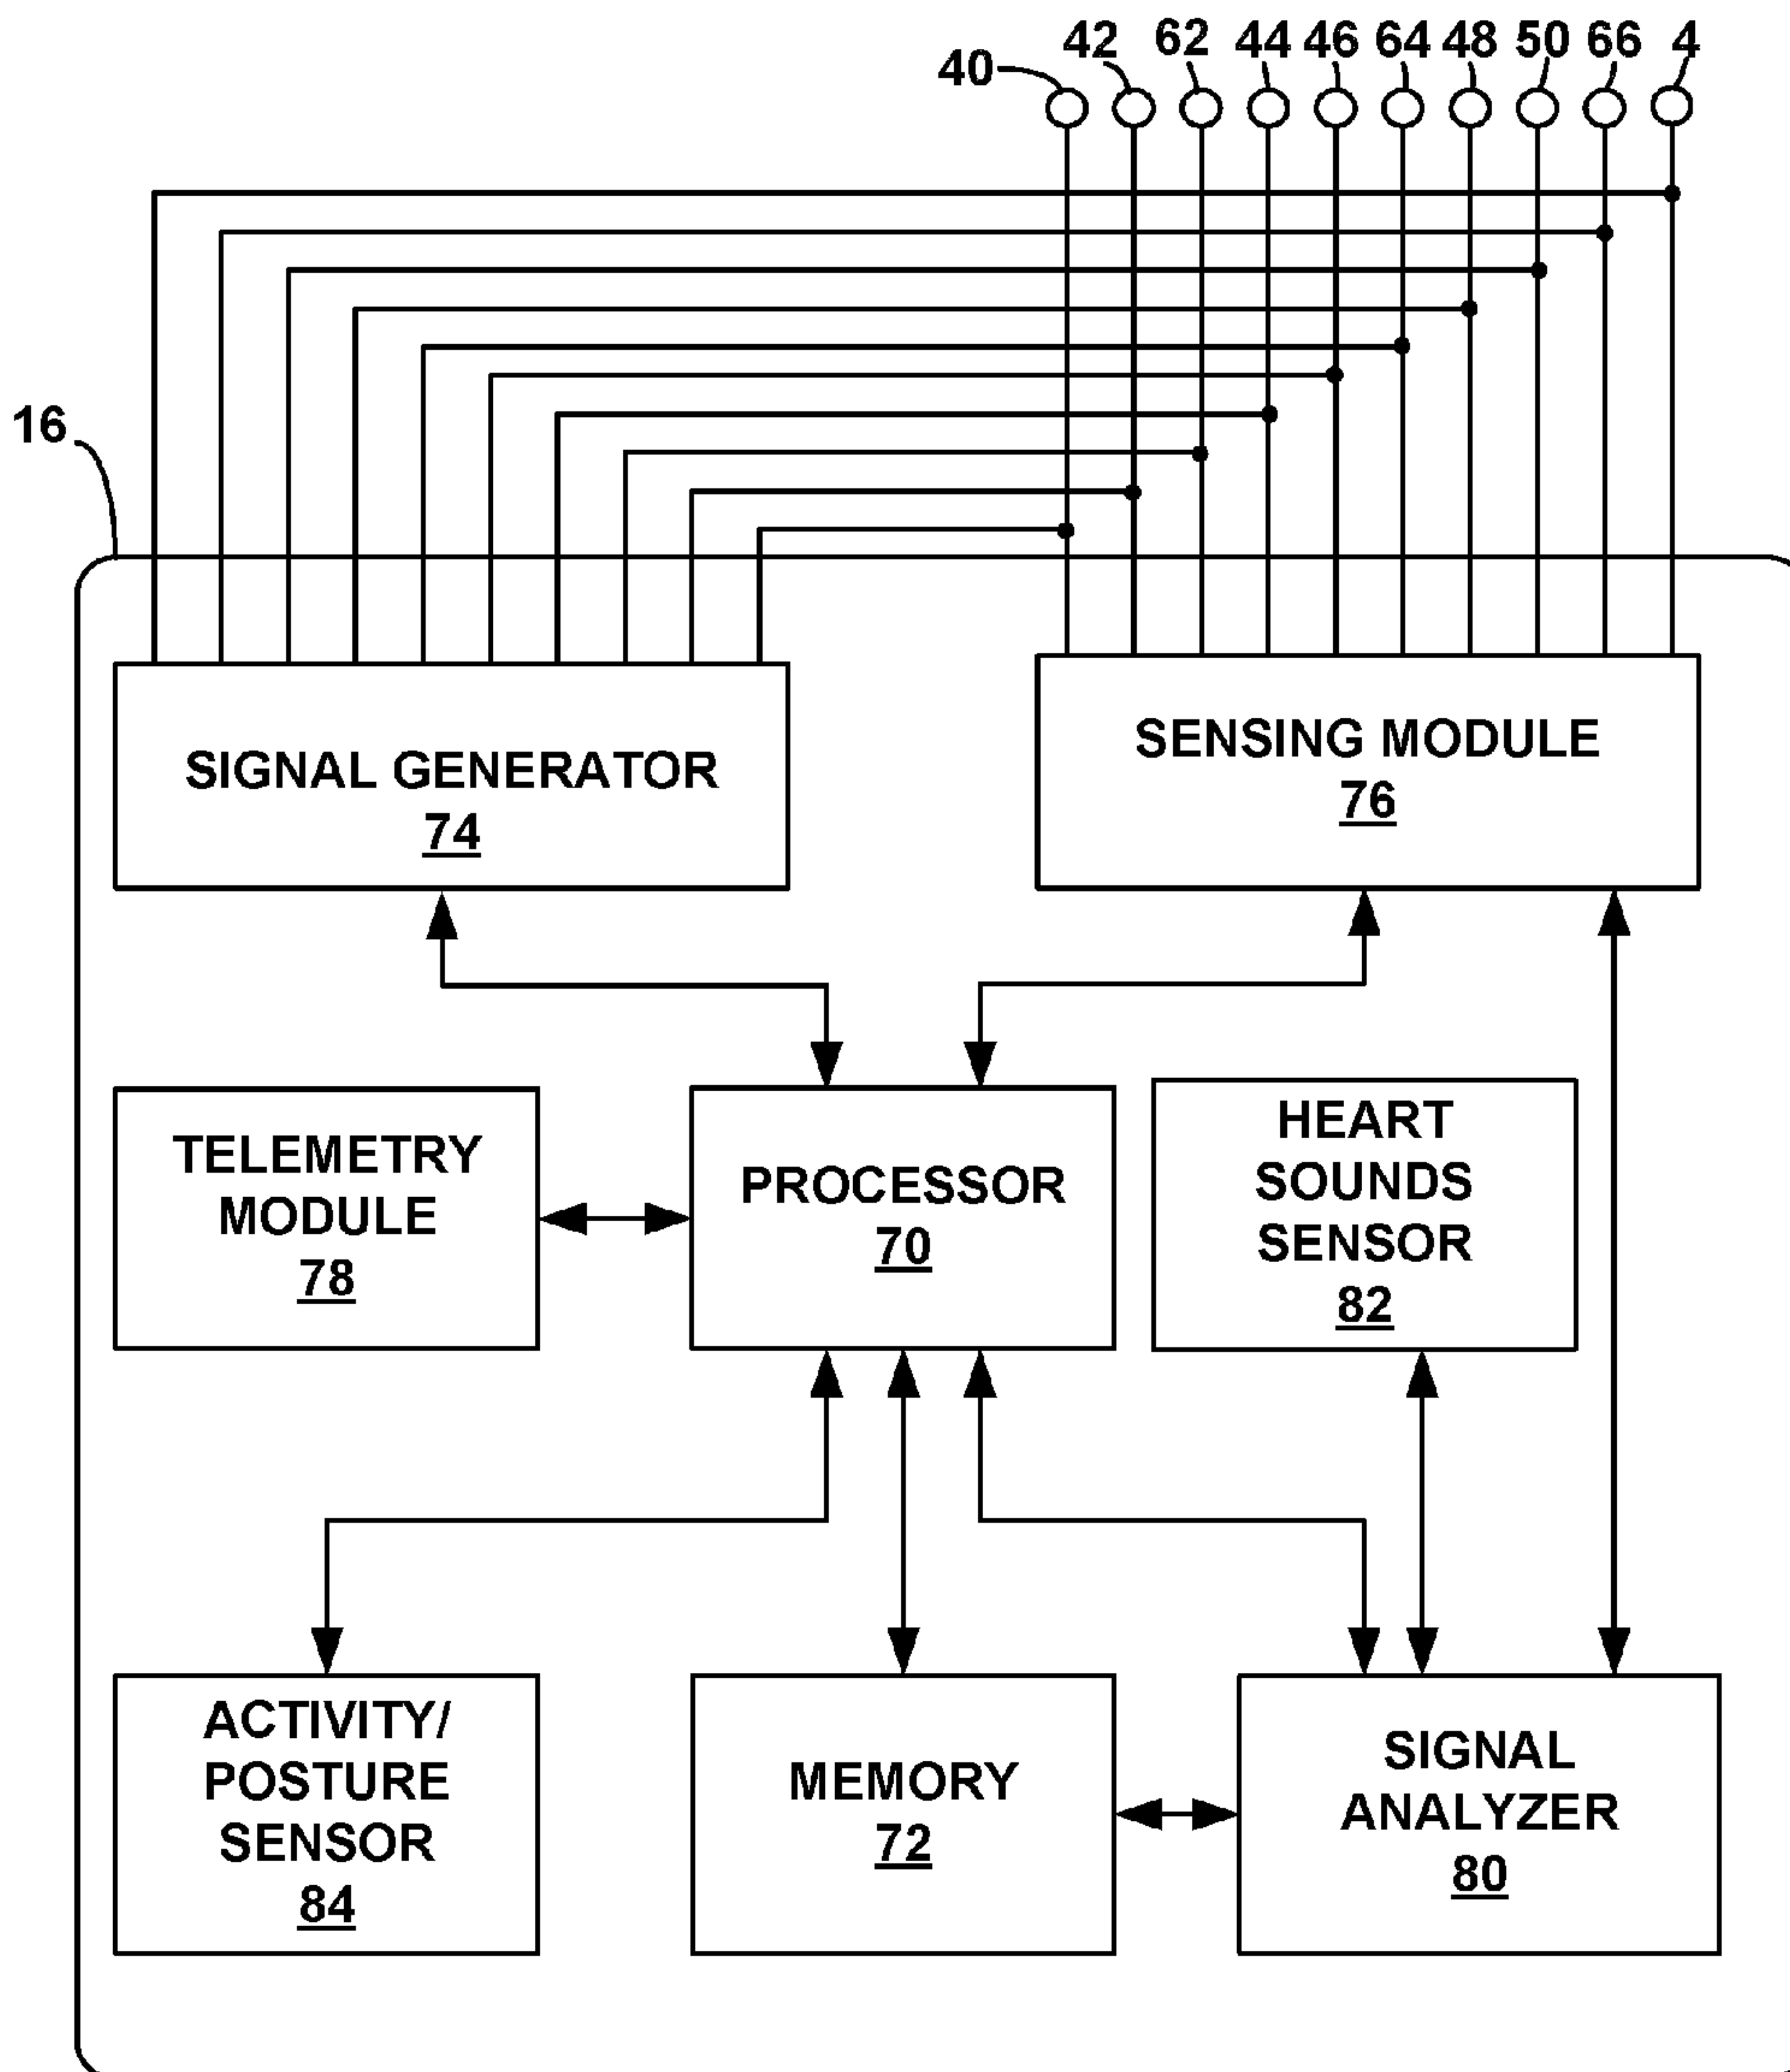 40 42 62 44 46 64 48 50 66 4
16
SIGNAL GENERATOR
74
SENSING MODULE
76
TELEMETRY
MODULE
78
PROCESSOR
70
HEART
SOUNDS
SENSOR
82
ACTIVITY/
POSTURE
SENSOR
84
MEMORY
72
SIGNAL
ANALYZER
80